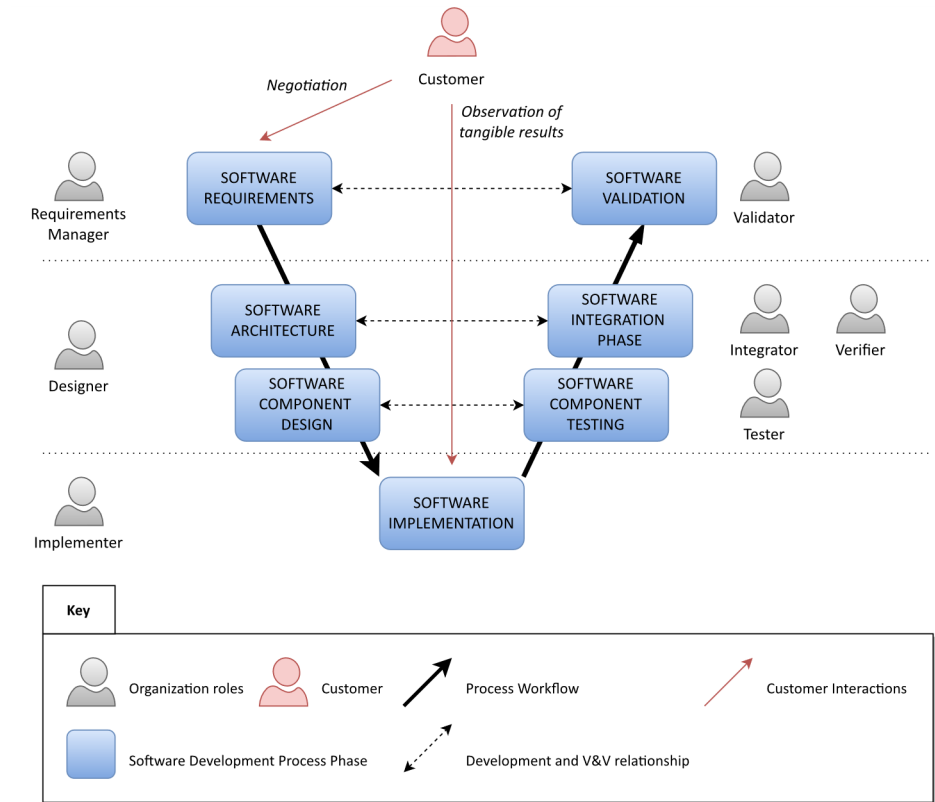 Customer
Negotiation
Observation of
tangible results
SOFTWARE
REQUIREMENTS
SOFTWARE
VALIDATION
Requirements
Manager
Validator
SOFTWARE
ARCHITECTURE
SOFTWARE
INTEGRATION
PHASE
Designer
Integrator
Verifier
SOFTWARE
COMPONENT
DESIGN
SOFTWARE
COMPONENT
TESTING
Tester
SOFTWARE
IMPLEMENTATION
Implementer
Key
Organization roles
Customer
Process Workflow
Customer Interactions
Software Development Process Phase
Development and V&V relationship